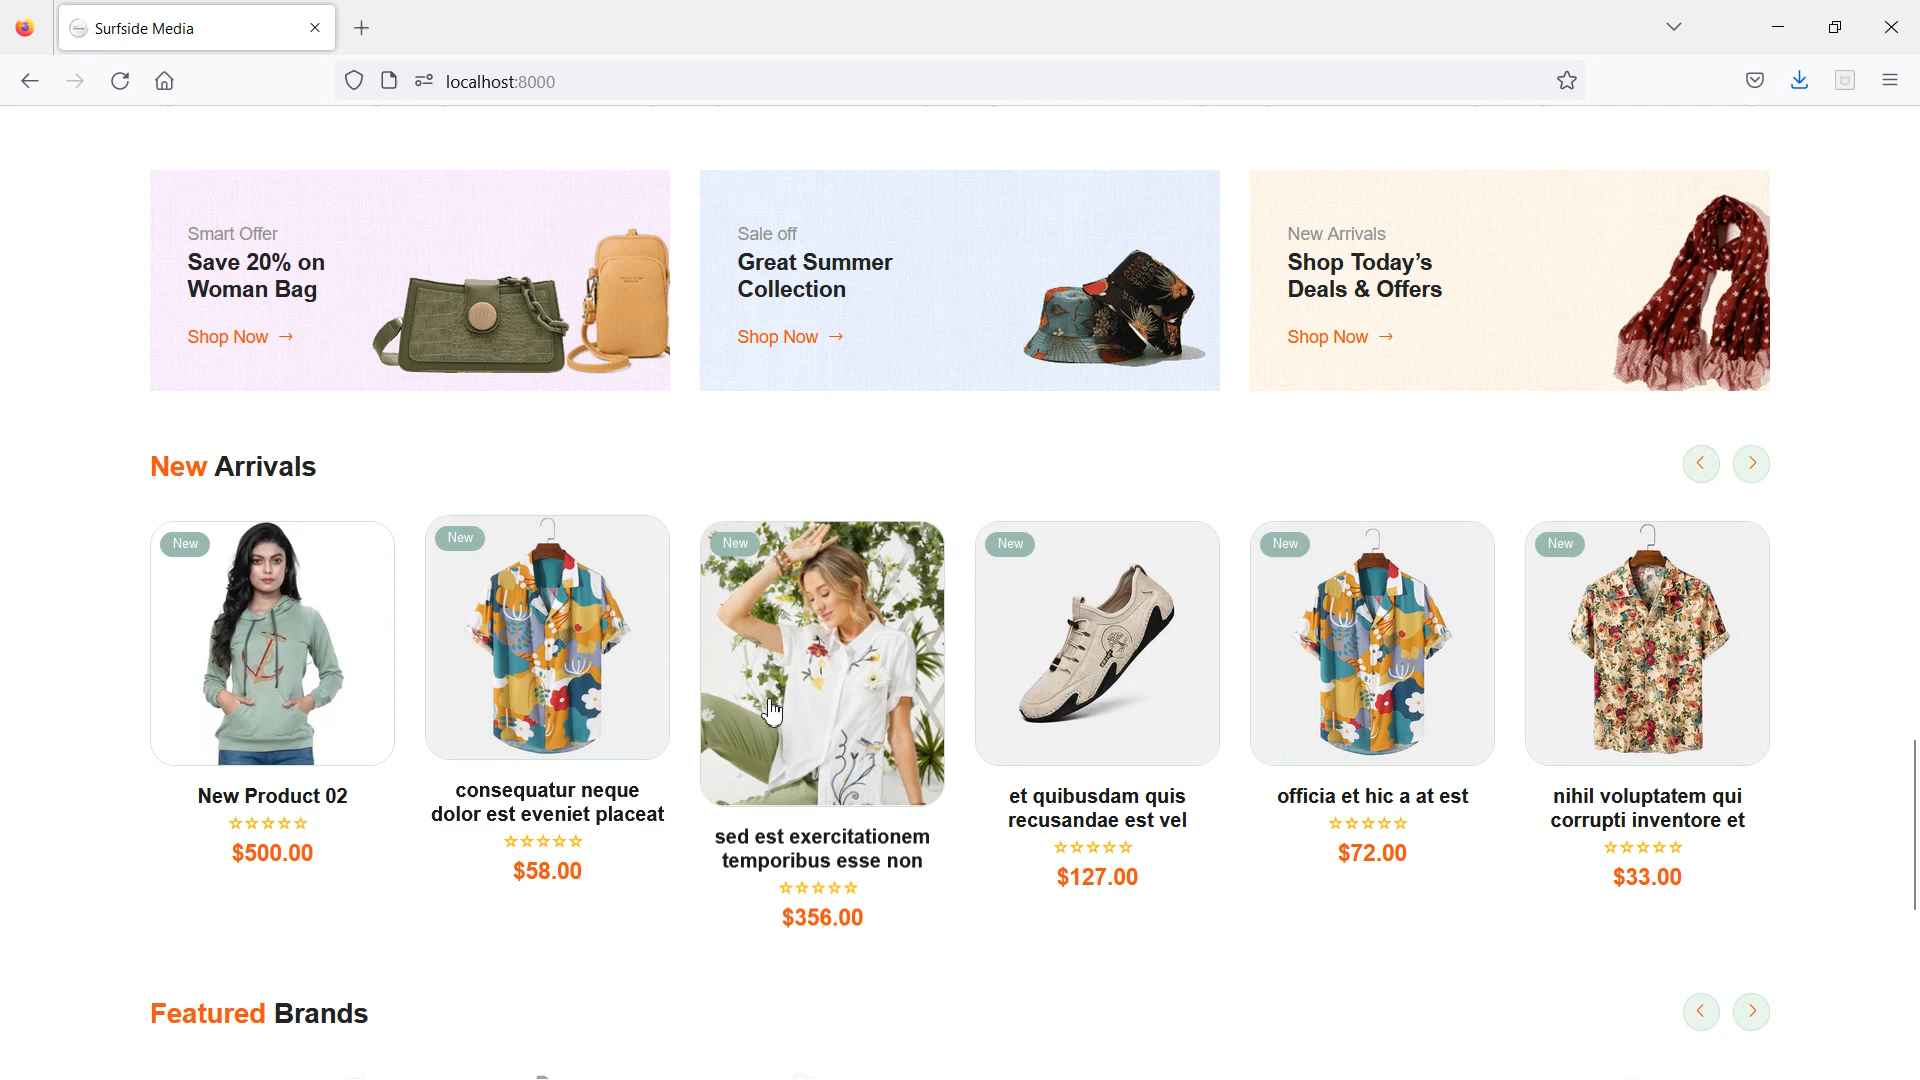 Surfside Media
localhost:8000
Smart Offer
Save 20% on
Woman Bag
Shop Now →
Sale off
Great Summer
Collection
Shop Now →
New Arrivals
Shop Today’s
Deals & Offers
Shop Now →
New Arrivals
New
New
New
New
New
New
New Product 02
$500.00
consequatur neque
dolor est eveniet placeat
$58.00
sed est exercitationem
temporibus esse non
$356.00
et quibusdam quis
recusandae est vel
$127.00
officia et hic a at est
$72.00
nihil voluptatem qui
corrupti inventore et
$33.00
Featured Brands